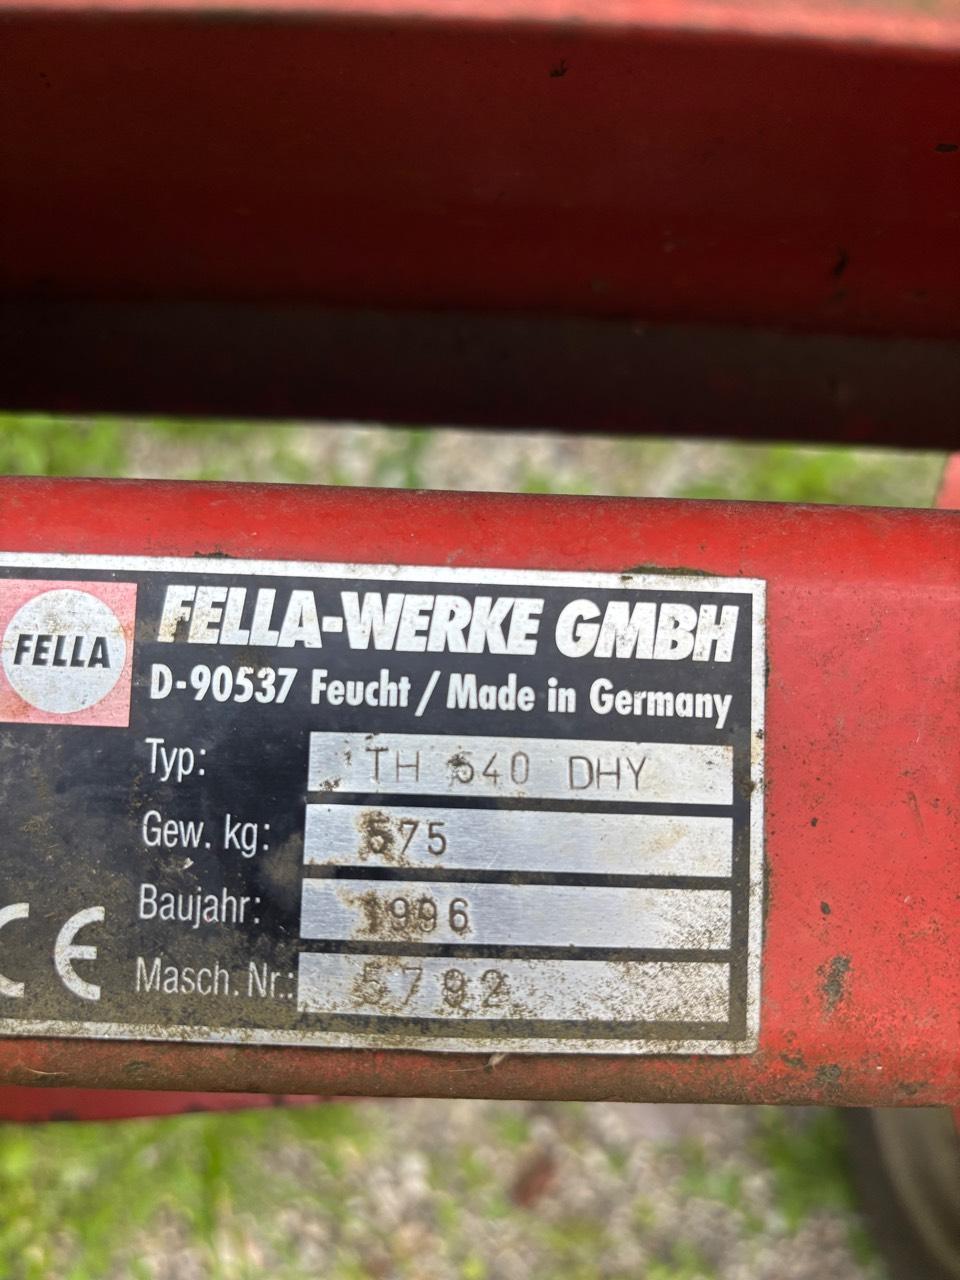 FELLA
FELLA-WERKE GMBH
D-90537 Feucht / Made in Germany
Typ: TH 540 DHY
Gew. kg: 575
Baujahr: 1996
Masch. Nr.: 5792
CE